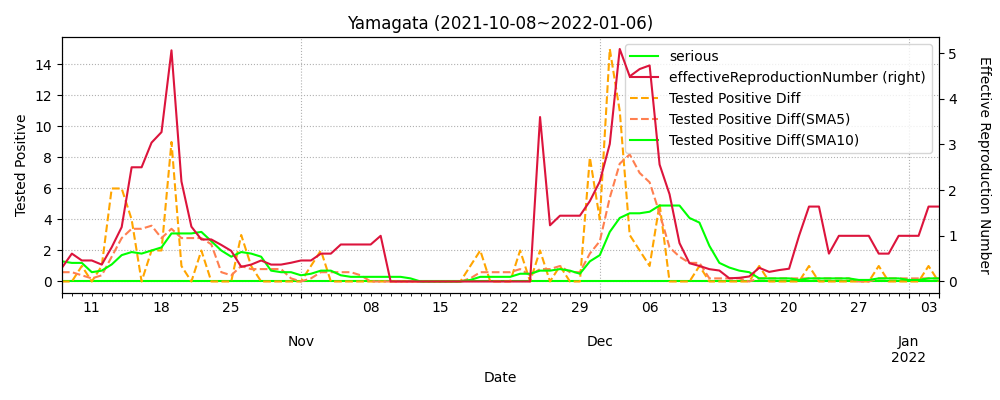 Yamagata (2021-10-08~2022-01-06)
serious
effectiveReproductionNumber (right)
Tested Positive Diff
Tested Positive Diff(SMA5)
Tested Positive Diff(SMA10)
Tested Positive
14
12
10
8
6
4
2
0
5
4
3
2
1
0
Effective Reproduction Number
11 18 25 08 15 22 29 06 13 20 27 03
Nov Dec Jan
2022
Date